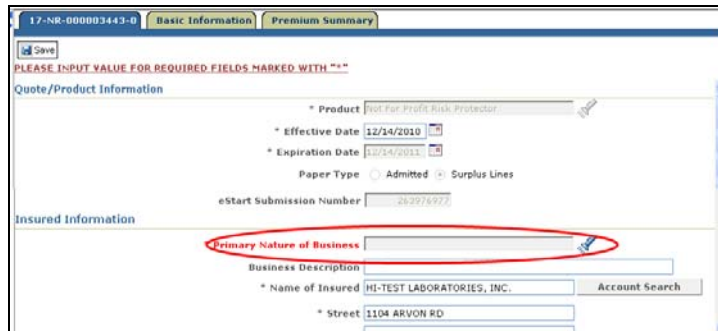 17-NR-000003443-0 Basic Information Premium Summary
Save
PLEASE INPUT VALUE FOR REQUIRED FIELDS MARKED WITH "*"
Quote/Product Information
* Product Not For Profit Risk Protector
* Effective Date 12/14/2010
* Expiration Date 12/14/2011
Paper Type Admitted Surplus Lines
eStart Submission Number 263976977
Insured Information
Primary Nature of Business
Business Description
* Name of Insured HI-TEST LABORATORIES, INC. Account Search
* Street 1104 ARVON RD